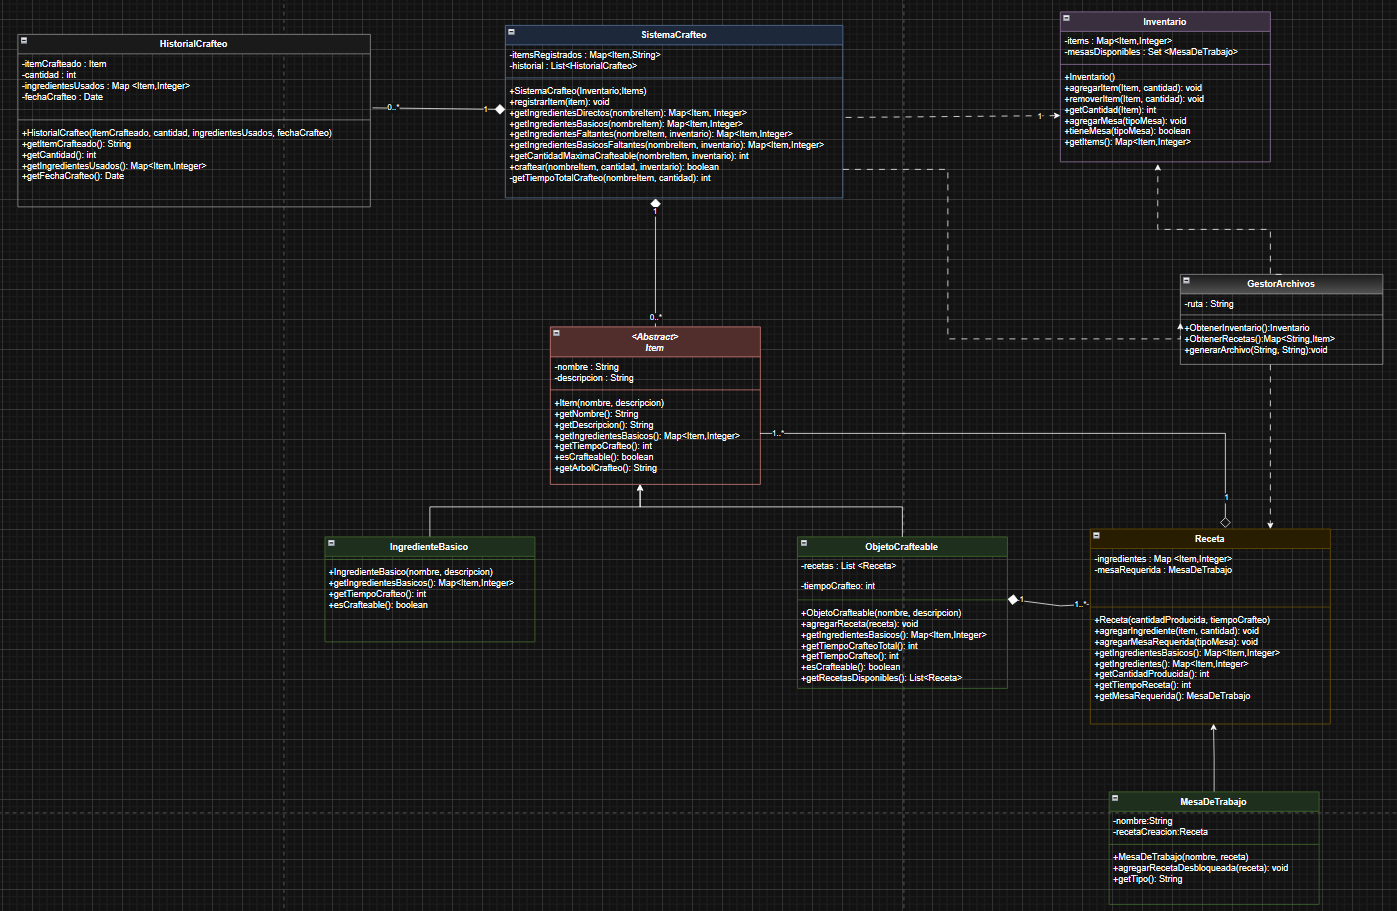 HistorialCrafteo
-itemCrafteado : Item
-cantidad : int
-ingredientesUsados : Map <Item,Integer>
-fechaCrafteo : Date
+HistorialCrafteo(itemCrafteado, cantidad, ingredientesUsados, fechaCrafteo)
+getItemCrafteado(): String
+getCantidad(): int
+getIngredientesUsados(): Map<Item,Integer>
+getFechaCrafteo(): Date
0..*
1
SistemaCrafteo
-itemsRegistrados : Map<Item,String>
-historial : List<HistorialCrafteo>
+SistemaCrafteo(Inventario;Items)
+registrarItem(item): void
+getIngredientesDirectos(nombreItem): Map<Item, Integer>
+getIngredientesBasicos(nombreItem): Map<Item, Integer>
+getIngredientesFaltantes(nombreItem, inventario): Map<Item,Integer>
+getIngredientesBasicosFaltantes(nombreItem, inventario): Map<Item,Integer>
+getCantidadMaximaCrafteable(nombreItem, inventario): int
+craftear(nombreItem, cantidad, inventario): boolean
-getTiempoTotalCrafteo(nombreItem, cantidad): int
1
Inventario
-items : Map<Item,Integer>
-mesasDisponibles : Set <MesaDeTrabajo>
+Inventario()
+agregarItem(Item, cantidad): void
+removerItem(Item, cantidad): void
+getCantidad(Item): int
+agregarMesa(tipoMesa): void
+tieneMesa(tipoMesa): boolean
+getItems(): Map<Item,Integer>
1
0..*
GestorArchivos
-ruta : String
+ObtenerInventario():Inventario
+ObtenerRecetas():Map<String,Item>
+generarArchivo(String, String):void
<Abstract>
Item
-nombre : String
-descripcion : String
+Item(nombre, descripcion)
+getNombre(): String
+getDescripcion(): String
+getIngredientesBasicos(): Map<Item,Integer>
+getTiempoCrafteo(): int
+esCrafteable(): boolean
+getArbolCrafteo(): String
1..*
1
IngredienteBasico
+IngredienteBasico(nombre, descripcion)
+getIngredientesBasicos(): Map<Item,Integer>
+getTiempoCrafteo(): int
+esCrafteable(): boolean
ObjetoCrafteable
-recetas : List <Receta>
-tiempoCrafteo: int
+ObjetoCrafteable(nombre, descripcion)
+agregarReceta(receta): void
+getIngredientesBasicos(): Map<Item,Integer>
+getTiempoCrafteoTotal(): int
+getTiempoCrafteo(): int
+esCrafteable(): boolean
+getRecetasDisponibles(): List<Receta>
1
1..*
Receta
-ingredientes : Map <Item,Integer>
-mesaRequerida : MesaDeTrabajo
+Receta(cantidadProducida, tiempoCrafteo)
+agregarIngrediente(item, cantidad): void
+agregarMesaRequerida(tipoMesa): void
+getIngredientesBasicos(): Map<Item,Integer>
+getIngredientes(): Map<Item,Integer>
+getCantidadProducida(): int
+getTiempoReceta(): int
+getMesaRequerida(): MesaDeTrabajo
MesaDeTrabajo
-nombre:String
-recetaCreacion:Receta
+MesaDeTrabajo(nombre, receta)
+agregarRecetaDesbloqueada(receta): void
+getTipo(): String